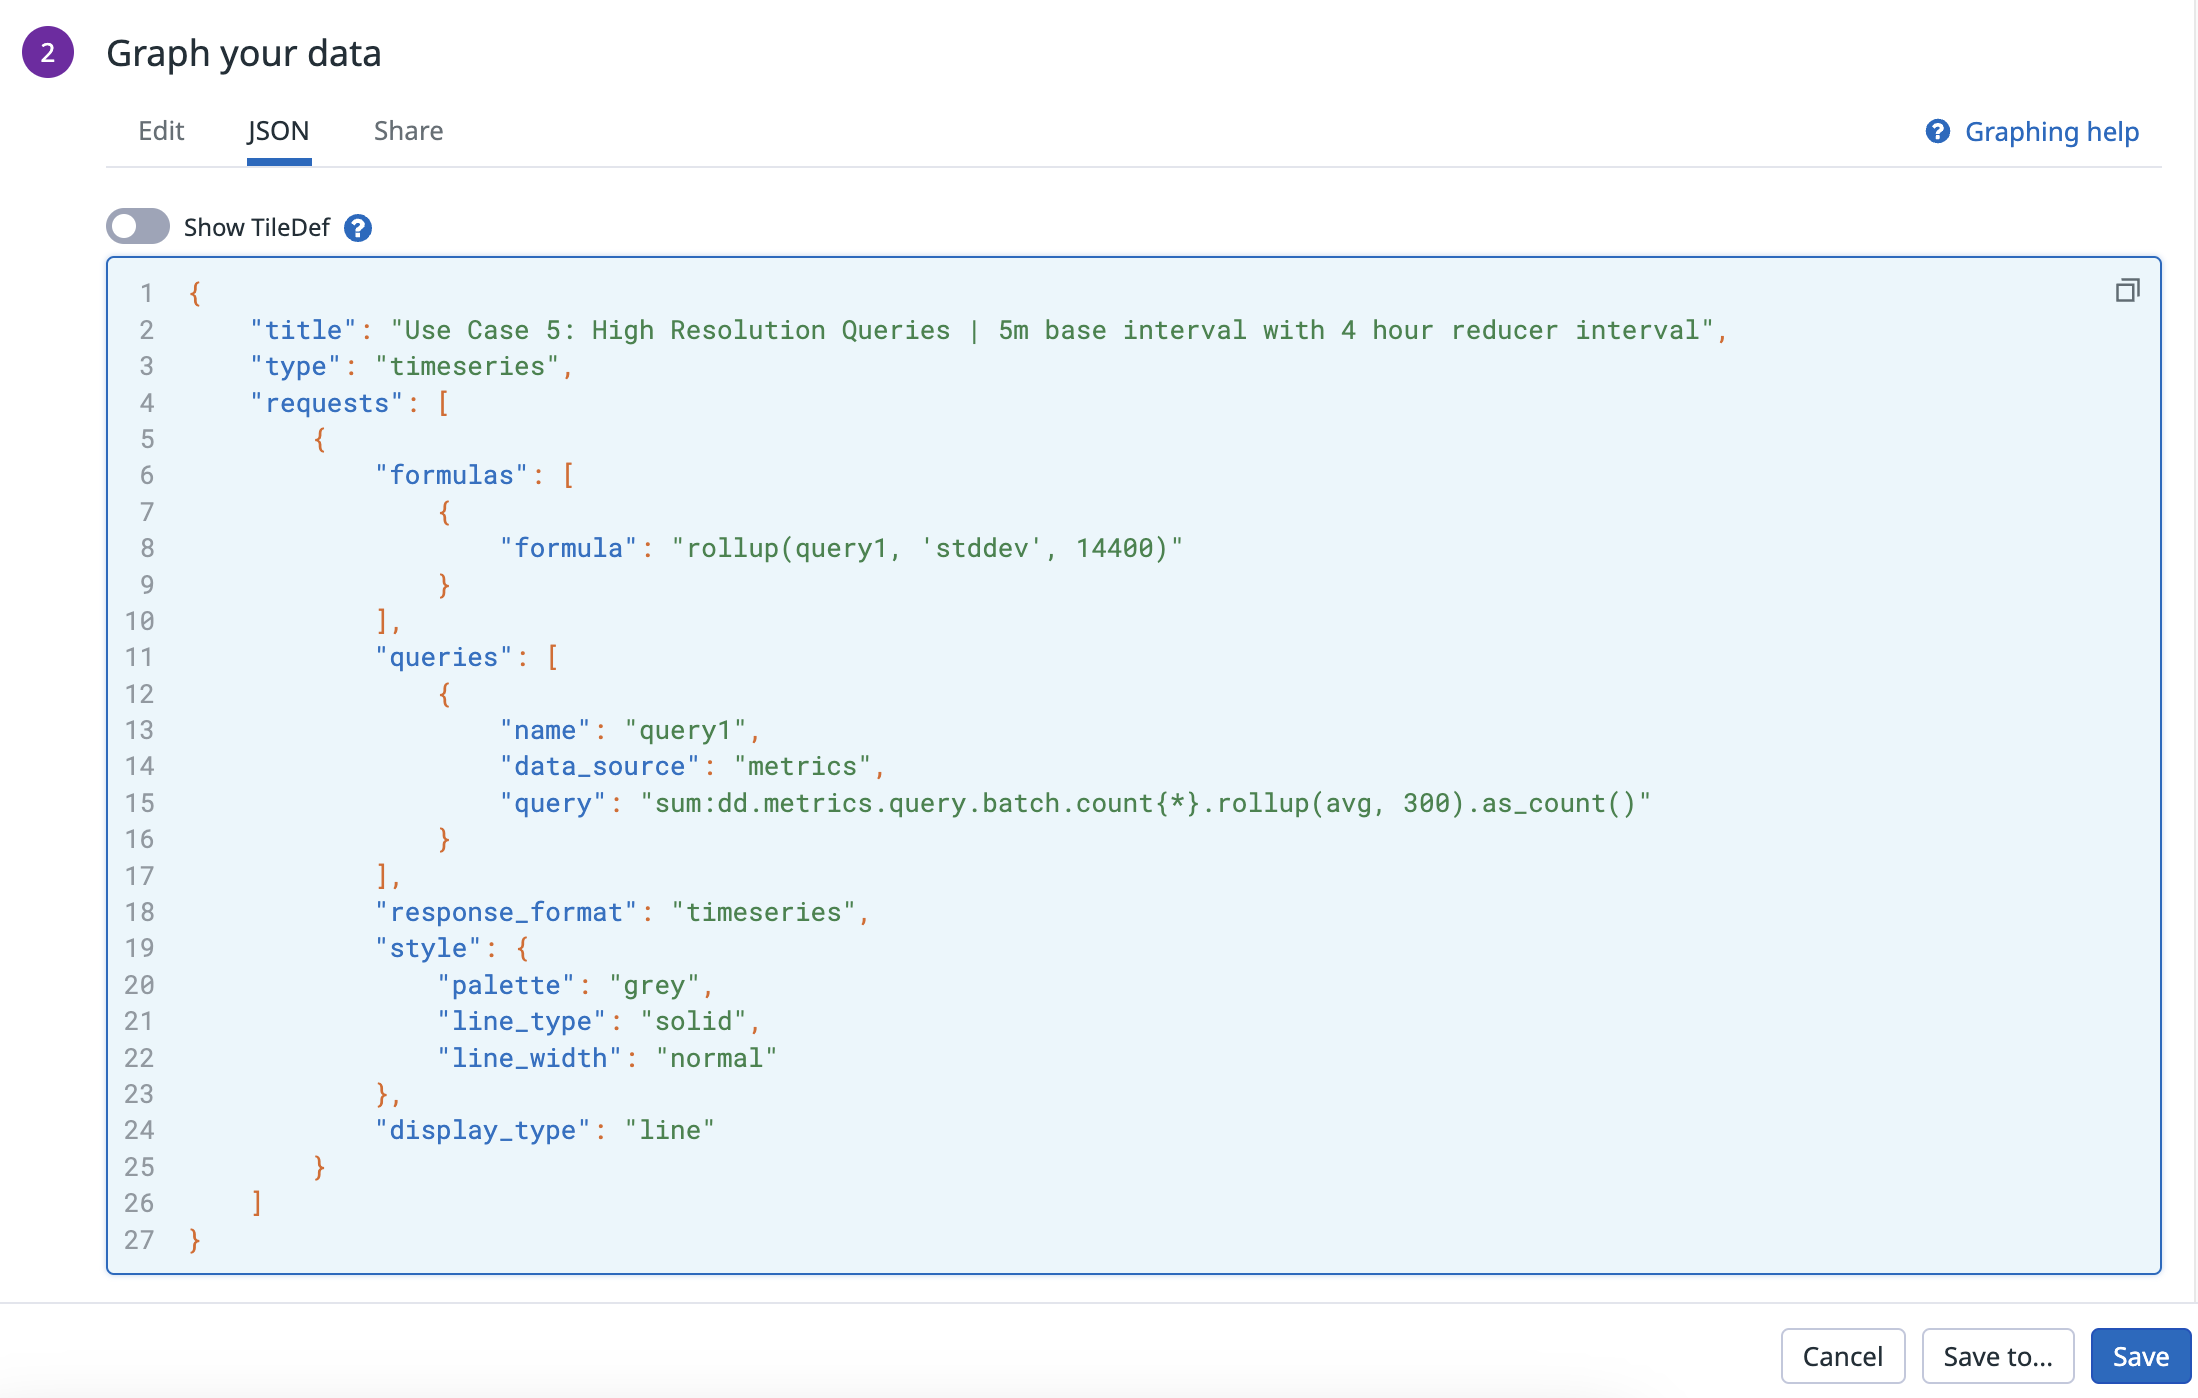 2 Graph your data
Edit JSON Share Graphing help
Show TileDef
1 {
2     "title": "Use Case 5: High Resolution Queries | 5m base interval with 4 hour reducer interval",
3     "type": "timeseries",
4     "requests": [
5         {
6             "formulas": [
7                 {
8                     "formula": "rollup(query1, 'stddev', 14400)"
9                 }
10             ],
11             "queries": [
12                 {
13                     "name": "query1",
14                     "data_source": "metrics",
15                     "query": "sum:dd.metrics.query.batch.count{*}.rollup(avg, 300).as_count()"
16                 }
17             ],
18             "response_format": "timeseries",
19             "style": {
20                 "palette": "grey",
21                 "line_type": "solid",
22                 "line_width": "normal"
23             },
24             "display_type": "line"
25         }
26     ]
27 }
Cancel Save to... Save